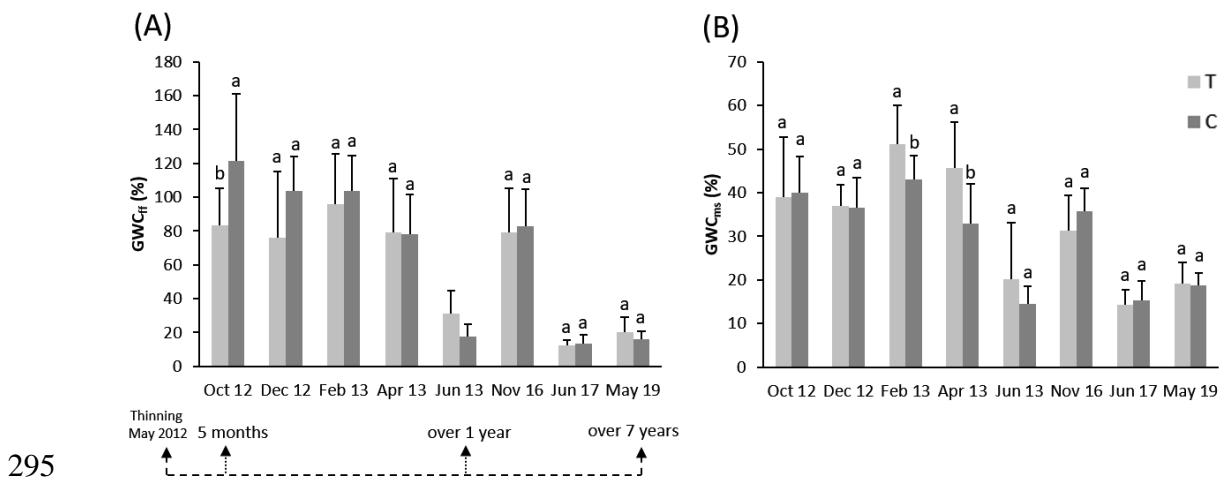 (A)
180
160
140
120
100
80
60
40
20
0
GWCff (%)
b a
a a
a a
a a
a a
a a
a a
Oct 12 Dec 12 Feb 13 Apr 13 Jun 13 Nov 16 Jun 17 May 19
Thinning
May 2012
5 months over 1 year over 7 years
(B)
70
60
50
40
30
20
10
0
GWCms (%)
a a
a a
a b
a b
a a
a a
a a
a a
Oct 12 Dec 12 Feb 13 Apr 13 Jun 13 Nov 16 Jun 17 May 19
T
C
295